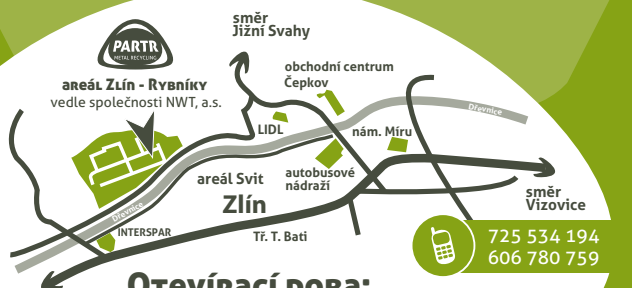 směr
Jižní Svahy
PARTR
METAL RECYCLING
obchodní centrum
Čepkov
areál Zlín - Rybníky
vedle společnosti NWT, a.s.
Dřevnice
LIDL
nám. Míru
areál Svit
autobusové
nádraží
směr
Vizovice
Zlín
Dřevnice
INTERSPAR
Tř. T. Bati
725 534 194
606 780 759
Otevírací doba: